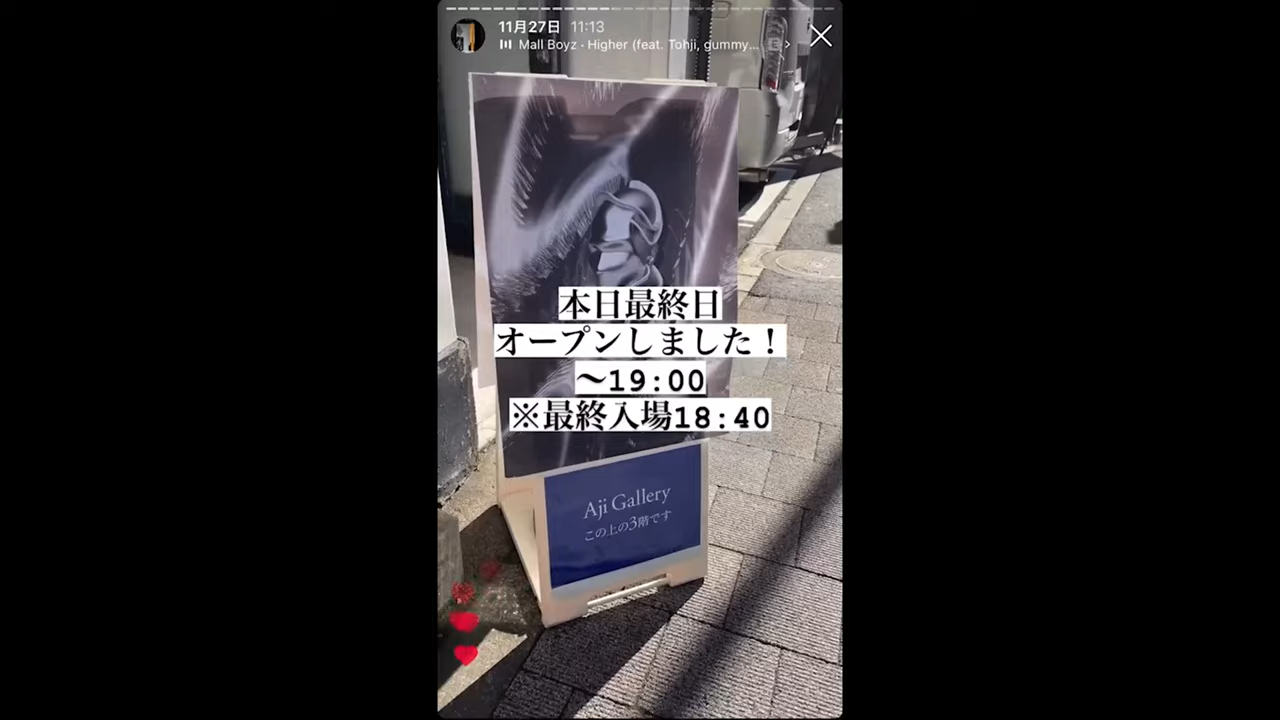 11月27日 11:13
Mall Boyz · Higher (feat. Tohji, gummy...
本日最終日
オープンしました！
〜19:00
※最終入場18:40
Aji Gallery
この上の3階です